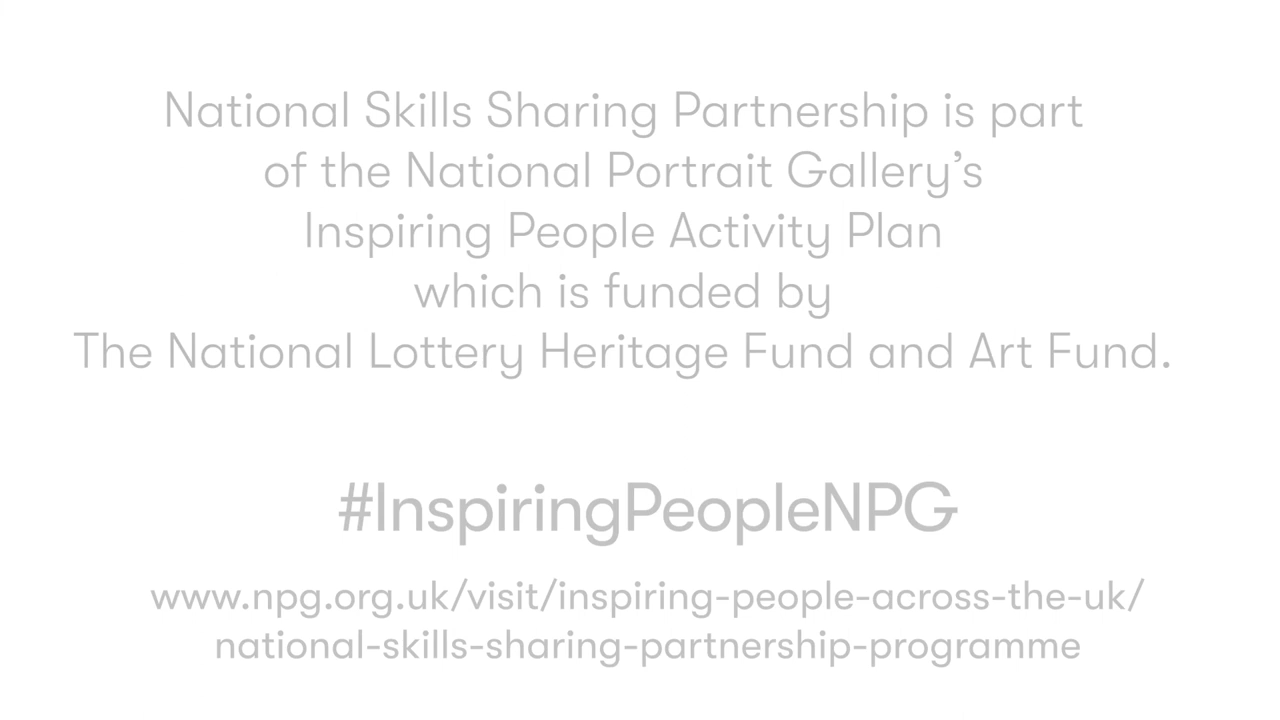 National Skills Sharing Partnership is part
of the National Portrait Gallery’s
Inspiring People Activity Plan
which is funded by
The National Lottery Heritage Fund and Art Fund.
#InspiringPeopleNPG
www.npg.org.uk/visit/inspiring-people-across-the-uk/
national-skills-sharing-partnership-programme